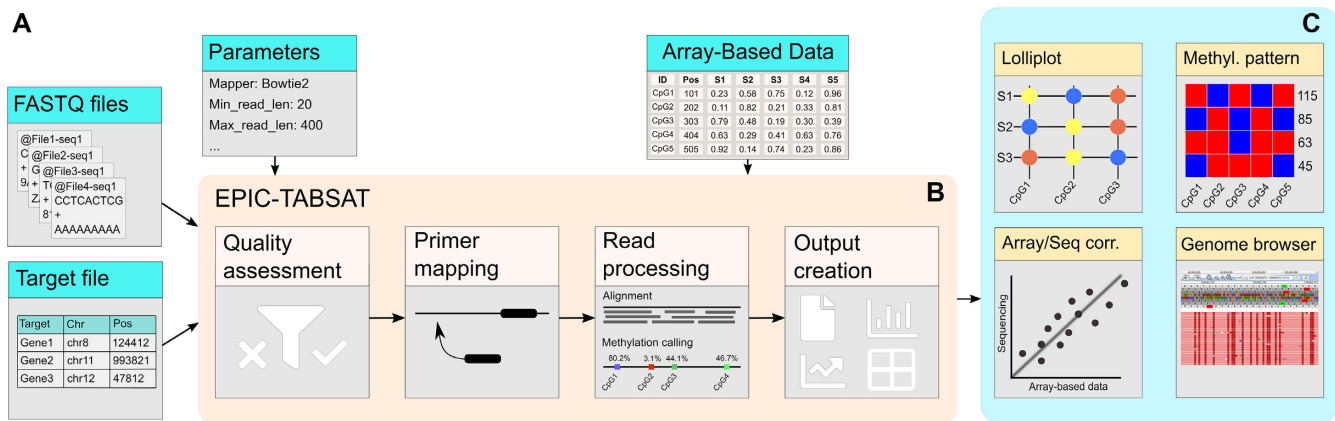 A
FASTQ files
@File1-seq1
C
+
9A
@File2-seq1
G
+
Z
@File3-seq1
TC
+
81
@File4-seq1
CCTCACTCG
+
AAAAAAAAA
Target file
Target Chr Pos
Gene1 chr8 124412
Gene2 chr11 993821
Gene3 chr12 47812
Parameters
Mapper: Bowtie2
Min_read_len: 20
Max_read_len: 400
...
Array-Based Data
ID Pos S1 S2 S3 S4 S5
CpG1 101 0.23 0.58 0.75 0.12 0.96
CpG2 202 0.11 0.82 0.21 0.33 0.81
CpG3 303 0.79 0.48 0.19 0.30 0.39
CpG4 404 0.63 0.29 0.41 0.63 0.76
CpG5 505 0.92 0.14 0.74 0.23 0.86
B
EPIC-TABSAT
Quality
assessment
Primer
mapping
Read
processing
Alignment
Methylation calling
80.2% 3.1% 44.1% 46.7%
CpG1 CpG2 CpG3 CpG4
Output
creation
C
Lolliplot
S1
S2
S3
CpG1 CpG2 CpG3
Methyl. pattern
115
85
63
45
CpG1 CpG2 CpG3 CpG4 CpG5
Array/Seq corr.
Sequencing
Array-based data
Genome browser